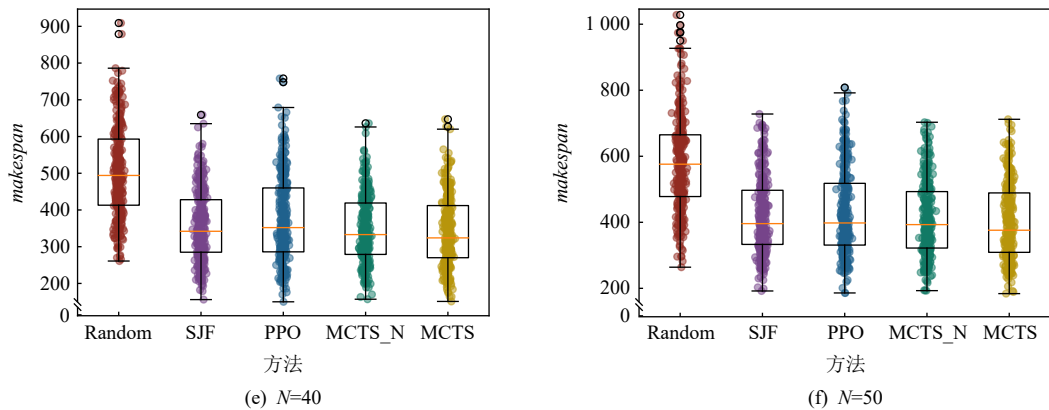 900
800
700
600
500
400
300
200
0
makespan
Random SJF PPO MCTS_N MCTS
方法
(e) N=40
1 000
800
600
400
200
0
makespan
Random SJF PPO MCTS_N MCTS
方法
(f) N=50